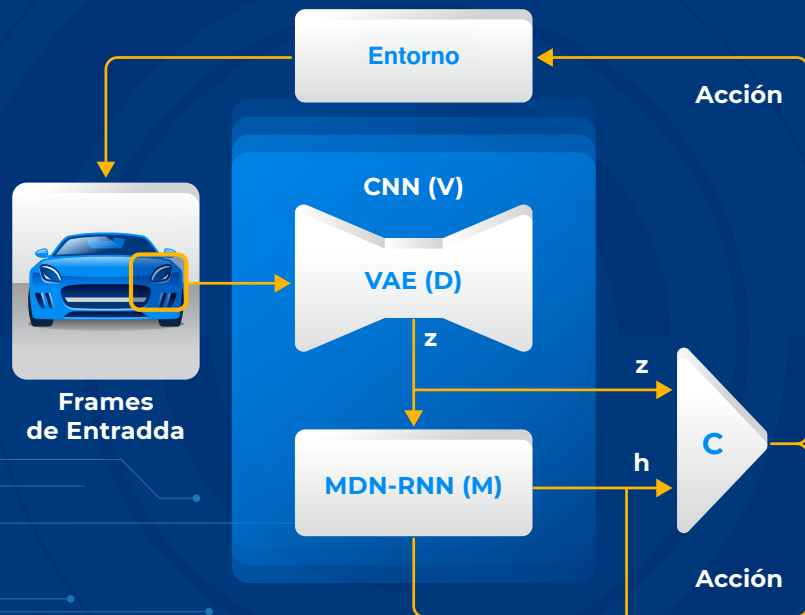 Entorno
Acción
CNN (V)
VAE (D)
z
z
Frames
de Entradda
MDN-RNN (M)
h
C
Acción